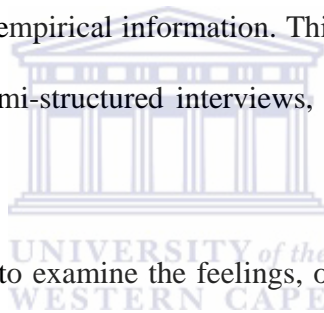 empirical information. Thi
mi-structured interviews,
UNIVERSITY of the
to examine the feelings, o
WESTERN CAPE